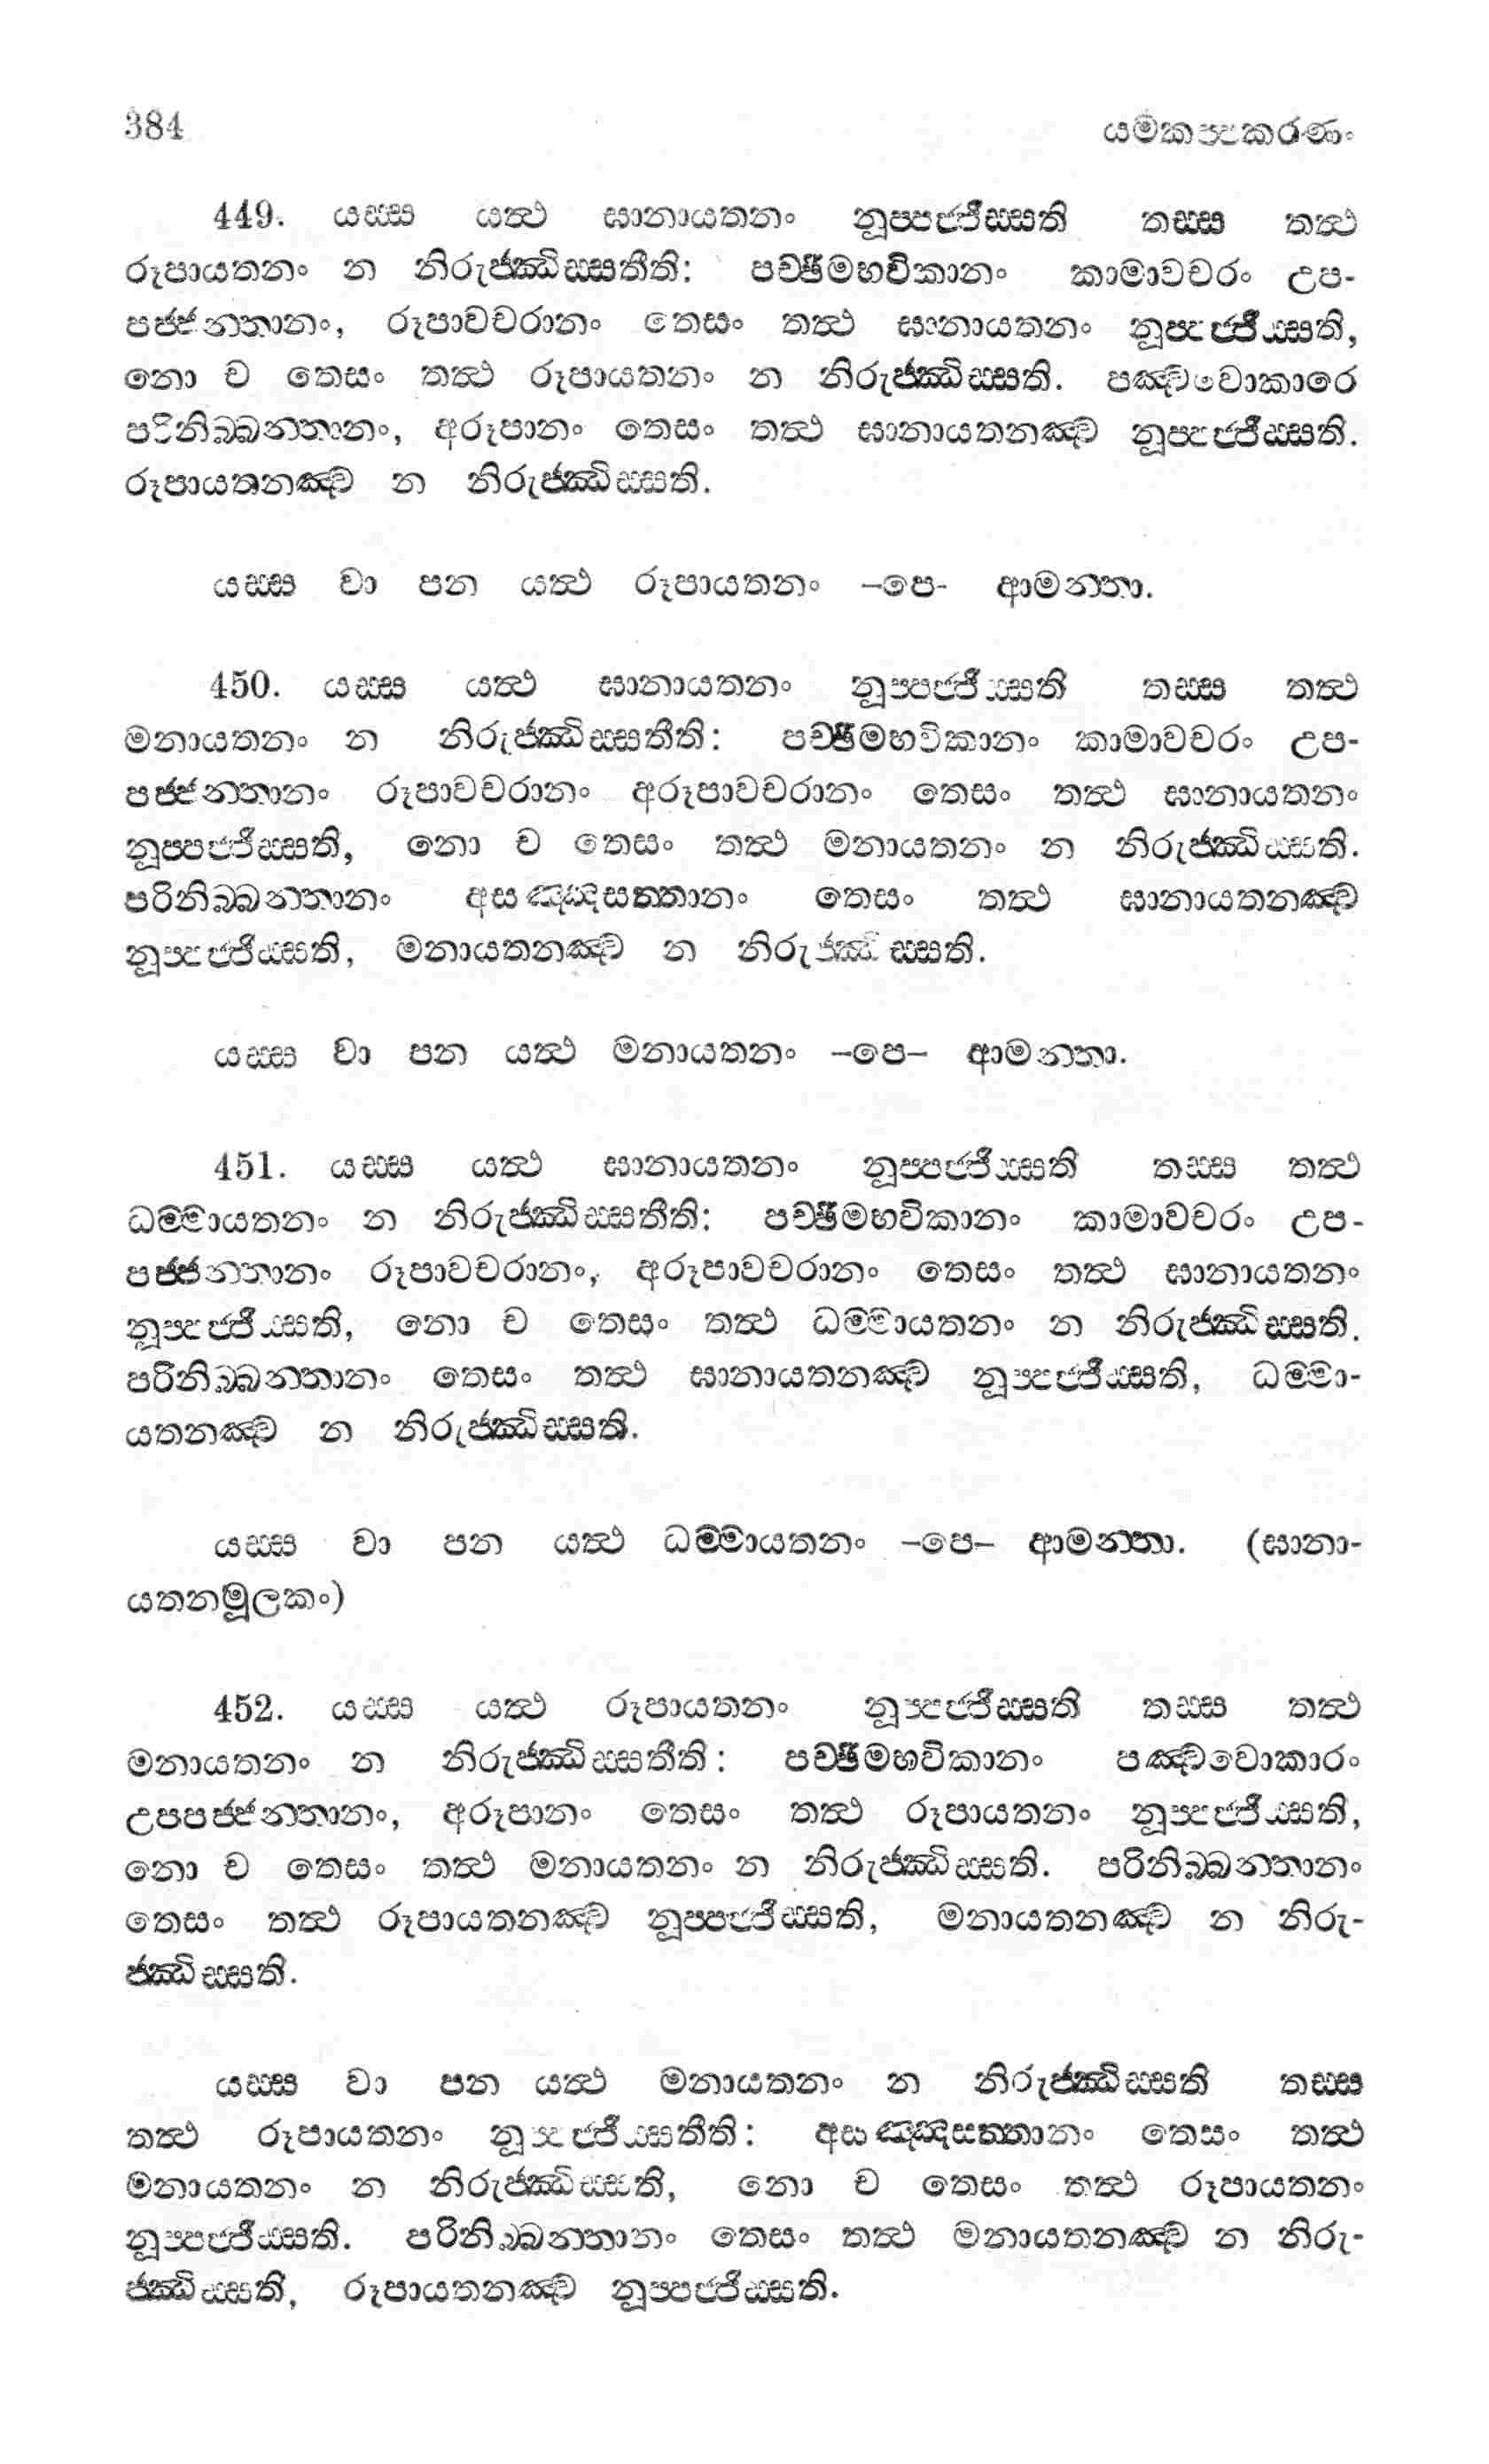 384 යමකප්පකරණං
449. යස්ස යත්ථ ඝානායතනං නූප්පජ්ජිස්සති තස්ස තත්ථ
රූපායතනං න නිරුජ්ඣිස්සතීති: පච්ඡිමභවිකානං කාමාවචරං උප-
පජ්ජන්තානං, රූපාවචරානං තෙසං තත්ථ ඝානායතනං නූප්පජ්ජිස්සති,
නො ච තෙසං තත්ථ රූපායතනං න නිරුජ්ඣිස්සති. පඤ්චවොකාරෙ
පරිනිබ්බන්තානං, අරූපානං තෙසං තත්ථ ඝානායතනඤ්ච නූප්පජ්ජිස්සති.
රූපායතනඤ්ච න නිරුජ්ඣිස්සති.
යස්ස වා පන යත්ථ රූපායතනං –පෙ- ආමන්තා.
450. යස්ස යත්ථ ඝානායතනං නූප්පජ්ජිස්සති තස්ස තත්ථ
මනායතනං න නිරුජ්ඣිස්සතීති: පච්ඡිමභවිකානං කාමාවචරං උප-
පජ්ජන්තානං රූපාවචරානං අරූපාවචරානං තෙසං තත්ථ ඝානායතනං
නූප්පජ්ජිස්සති, නො ච තෙසං තත්ථ මනායතනං න නිරුජ්ඣිස්සති.
පරිනිබ්බන්තානං අසඤ්ඤසත්තානං තෙසං තත්ථ ඝානායතනඤ්ච
නූප්පජ්ජිස්සති, මනායතනඤ්ච න නිරුජ්ඣිස්සති.
යස්ස වා පන යත්ථ මනායතනං –පෙ– ආමන්තා.
451. යස්ස යත්ථ ඝානායතනං නූප්පජ්ජිස්සති තස්ස තත්ථ
ධම්මායතනං න නිරුජ්ඣිස්සතීති: පච්ඡිමභවිකානං කාමාවචරං උප-
පජ්ජන්තානං රූපාවචරානං, අරූපාවචරානං තෙසං තත්ථ ඝානායතනං
නූප්පජ්ජිස්සති, නො ච තෙසං තත්ථ ධම්මායතනං න නිරුජ්ඣිස්සති.
පරිනිබ්බන්තානං තෙසං තත්ථ ඝානායතනඤ්ච නූප්පජ්ජිස්සති, ධම්මා-
යතනඤ්ච න නිරුජ්ඣිස්සති.
යස්ස වා පන යත්ථ ධම්මායතනං –පෙ– ආමන්තා. (ඝානා-
යතනමූලකං)
452. යස්ස යත්ථ රූපායතනං නූප්පජ්ජිස්සති තස්ස තත්ථ
මනායතනං න නිරුජ්ඣිස්සතීති: පච්ඡිමභවිකානං පඤ්චවොකාරං
උපපජ්ජන්තානං, අරූපානං තෙසං තත්ථ රූපායතනං නූප්පජ්ජිස්සති,
නො ච තෙසං තත්ථ මනායතනං න නිරුජ්ඣිස්සති. පරිනිබ්බන්තානං
තෙසං තත්ථ රූපායතනඤ්ච නූප්පජ්ජිස්සති, මනායතනඤ්ච න නිරු-
ජ්ඣිස්සති.
යස්ස වා පන යත්ථ මනායතනං න නිරුජ්ඣිස්සති තස්ස
තත්ථ රූපායතනං නූප්පජ්ජිස්සතීති: අසඤ්ඤසත්තානං තෙසං තත්ථ
මනායතනං න නිරුජ්ඣිස්සති, නො ච තෙසං තත්ථ රූපායතනං
නූප්පජ්ජිස්සති. පරිනිබ්බන්තානං තෙසං තත්ථ මනායතනඤ්ච න නිරු-
ජ්ඣිස්සති, රූපායතනඤ්ච නූප්පජ්ජිස්සති.